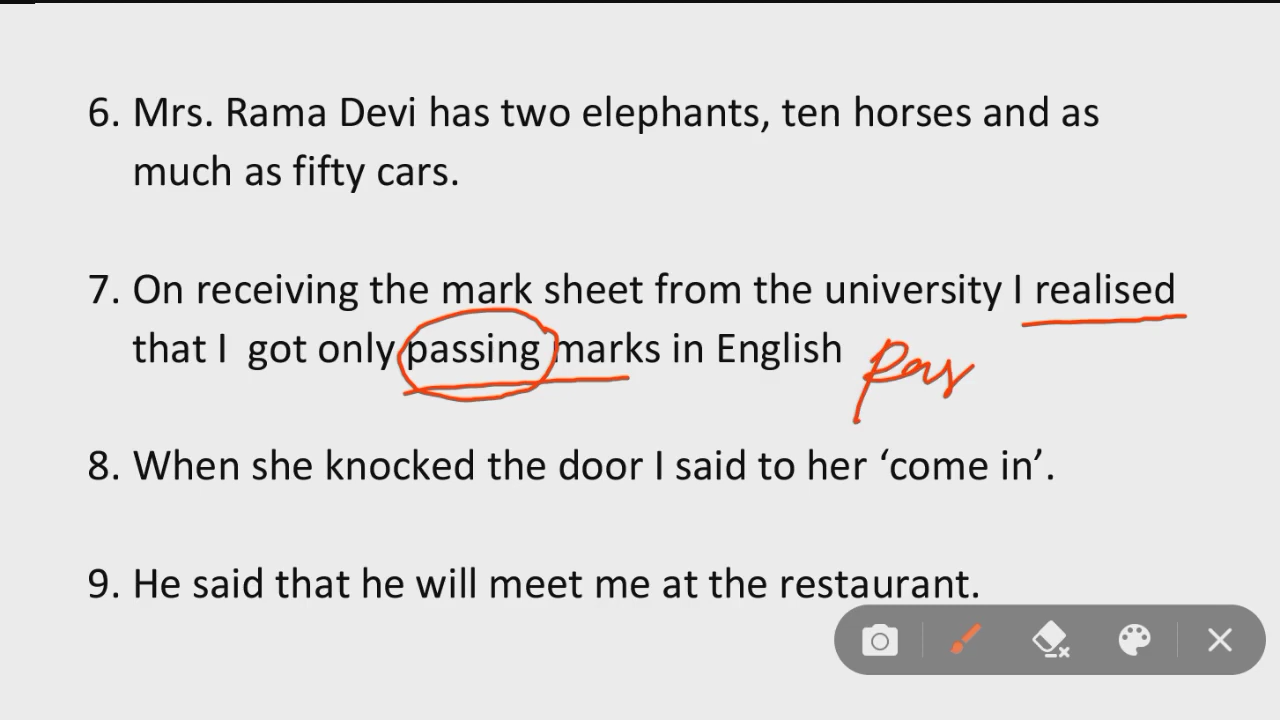 6. Mrs. Rama Devi has two elephants, ten horses and as
much as fifty cars.
7. On receiving the mark sheet from the university I realised
that I got only passing marks in English
8. When she knocked the door I said to her ‘come in’.
9. He said that he will meet me at the restaurant.